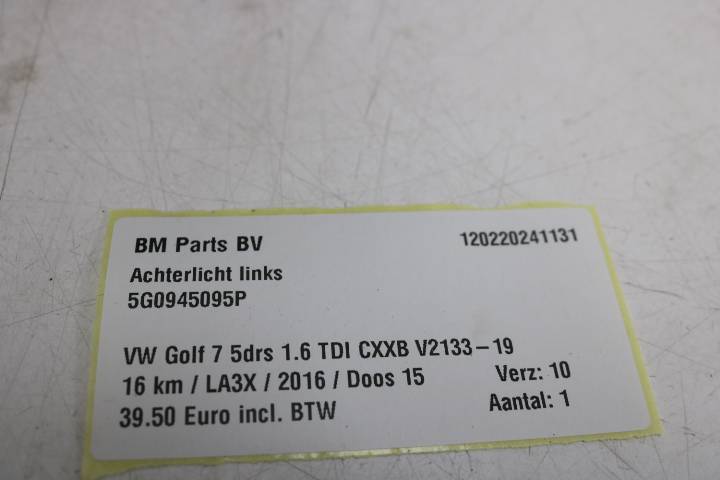 BM Parts BV 120220241131
Achterlicht links
5G0945095P
VW Golf 7 5drs 1.6 TDI CXXB V2133-19
16 km / LA3X / 2016 / Doos 15 Verz: 10
39.50 Euro incl. BTW Aantal: 1